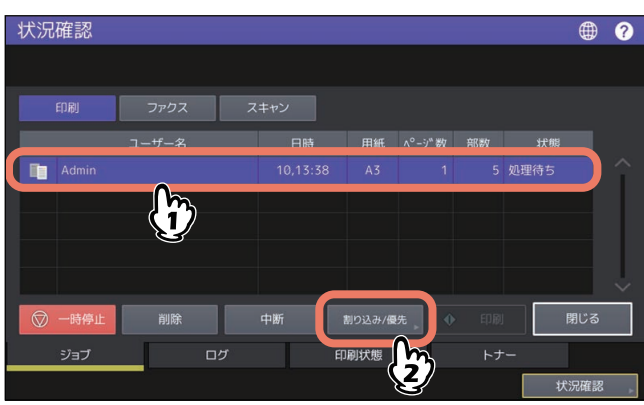 状況確認
?
印刷 ファクス スキャン
ユーザー名 日時 用紙 ページ数 部数 状態
Admin 10,13:38 A3 1 5 処理待ち
1
一時停止 削除 中断 割り込み/優先 印刷 閉じる
ジョブ ログ 印刷状態 トナー
2
状況確認